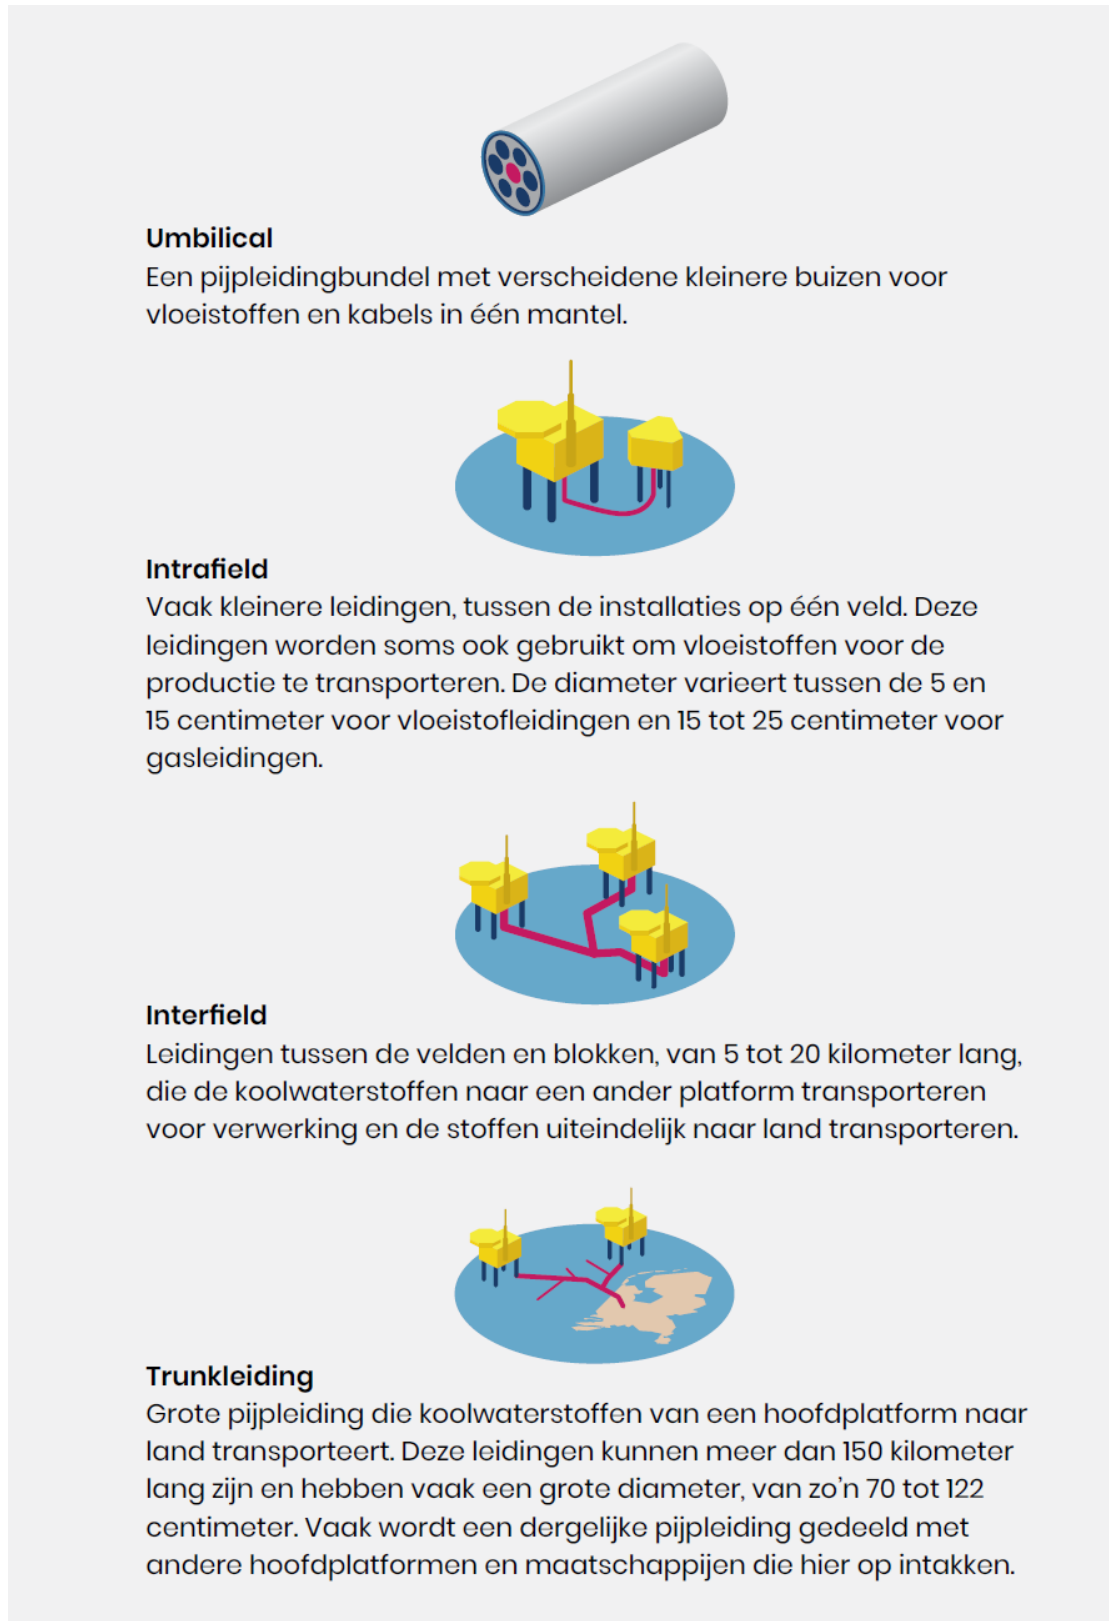 Umbilical
Een pijpleidingbundel met verscheidene kleinere buizen voor
vloeistoffen en kabels in één mantel.
Intrafield
Vaak kleinere leidingen, tussen de installaties op één veld. Deze
leidingen worden soms ook gebruikt om vloeistoffen voor de
productie te transporteren. De diameter varieert tussen de 5 en
15 centimeter voor vloeistofleidingen en 15 tot 25 centimeter voor
gasleidingen.
Interfield
Leidingen tussen de velden en blokken, van 5 tot 20 kilometer lang,
die de koolwaterstoffen naar een ander platform transporteren
voor verwerking en de stoffen uiteindelijk naar land transporteren.
Trunkleiding
Grote pijpleiding die koolwaterstoffen van een hoofdplatform naar
land transporteert. Deze leidingen kunnen meer dan 150 kilometer
lang zijn en hebben vaak een grote diameter, van zo'n 70 tot 122
centimeter. Vaak wordt een dergelijke pijpleiding gedeeld met
andere hoofdplatformen en maatschappijen die hier op intakken.